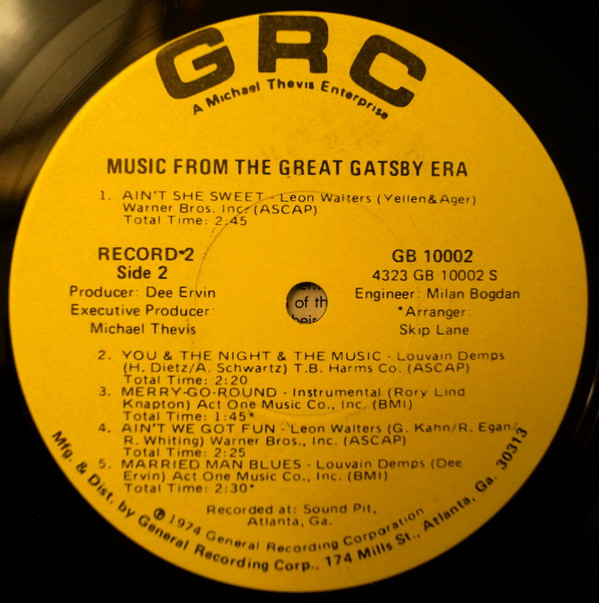 GRC
A Michael Thevis Enterprise
MUSIC FROM THE GREAT GATSBY ERA
1. AIN'T SHE SWEET - Leon Walters (Yellen&Ager)
Warner Bros. Inc. (ASCAP)
Total Time: 2:45
RECORD 2
Side 2
Producer: Dee Ervin
Executive Producer:
Michael Thevis
GB 10002
4323 GB 10002 S
Engineer: Milan Bogdan
*Arranger:
Skip Lane
of th
2. YOU & THE NIGHT & THE MUSIC - Louvain Demps
(H. Dietz/A. Schwartz) T.B. Harms Co. (ASCAP)
Total Time: 2:20
3. MERRY-GO-ROUND - Instrumental (Rory Lind
Knapton) Act One Music Co., Inc. (BMI)
Total Time: 1:45*
4. AIN'T WE GOT FUN - Leon Walters (G. Kahn/R. Egan/
R. Whiting) Warner Bros., Inc. (ASCAP)
Total Time: 2:25
5. MARRIED MAN BLUES - Louvain Demps (Dee
Ervin) Act One Music Co., Inc. (BMI)
Total Time: 2:30*
Recorded at: Sound Pit,
Atlanta, Ga.
℗ 1974 General Recording Corporation
Mfg. & Dist. by General Recording Corp., 174 Mills St., Atlanta, Ga. 30313